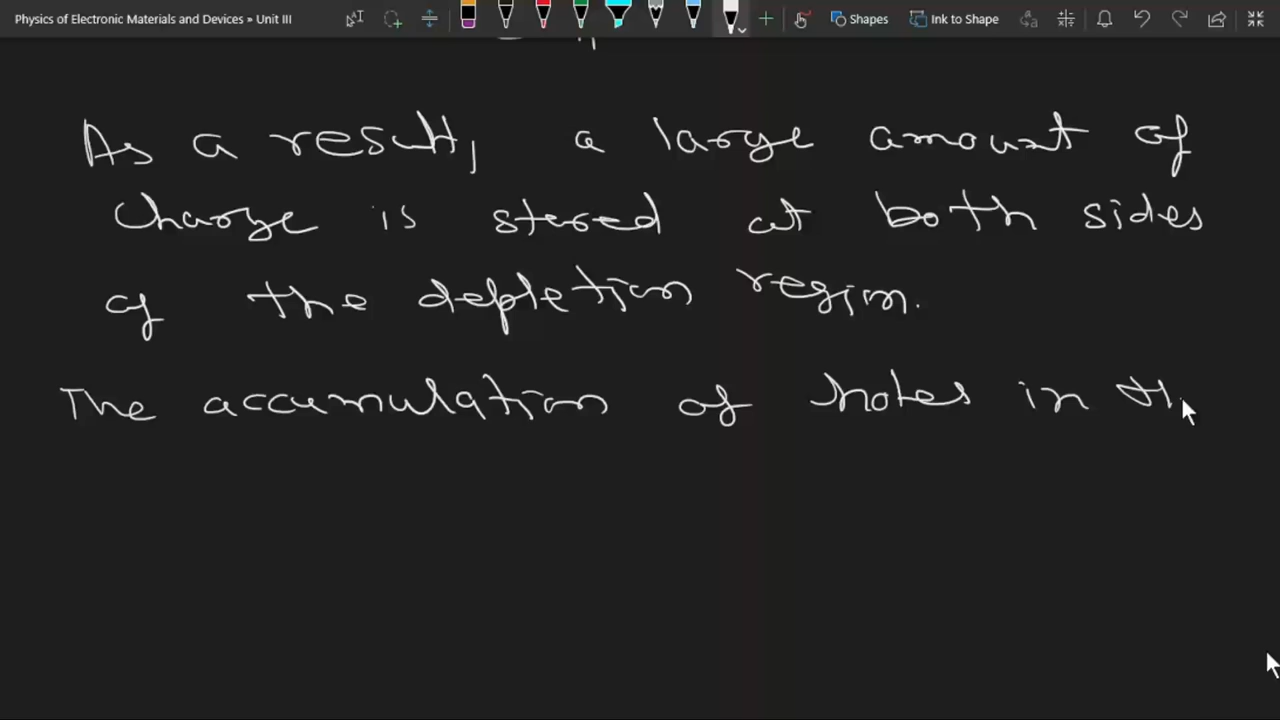 Physics of Electronic Materials and Devices » Unit III
Shapes
Ink to Shape
As a result, a large amount of
charge is stored at both sides
of the depletion region.
The accumulation of holes in th